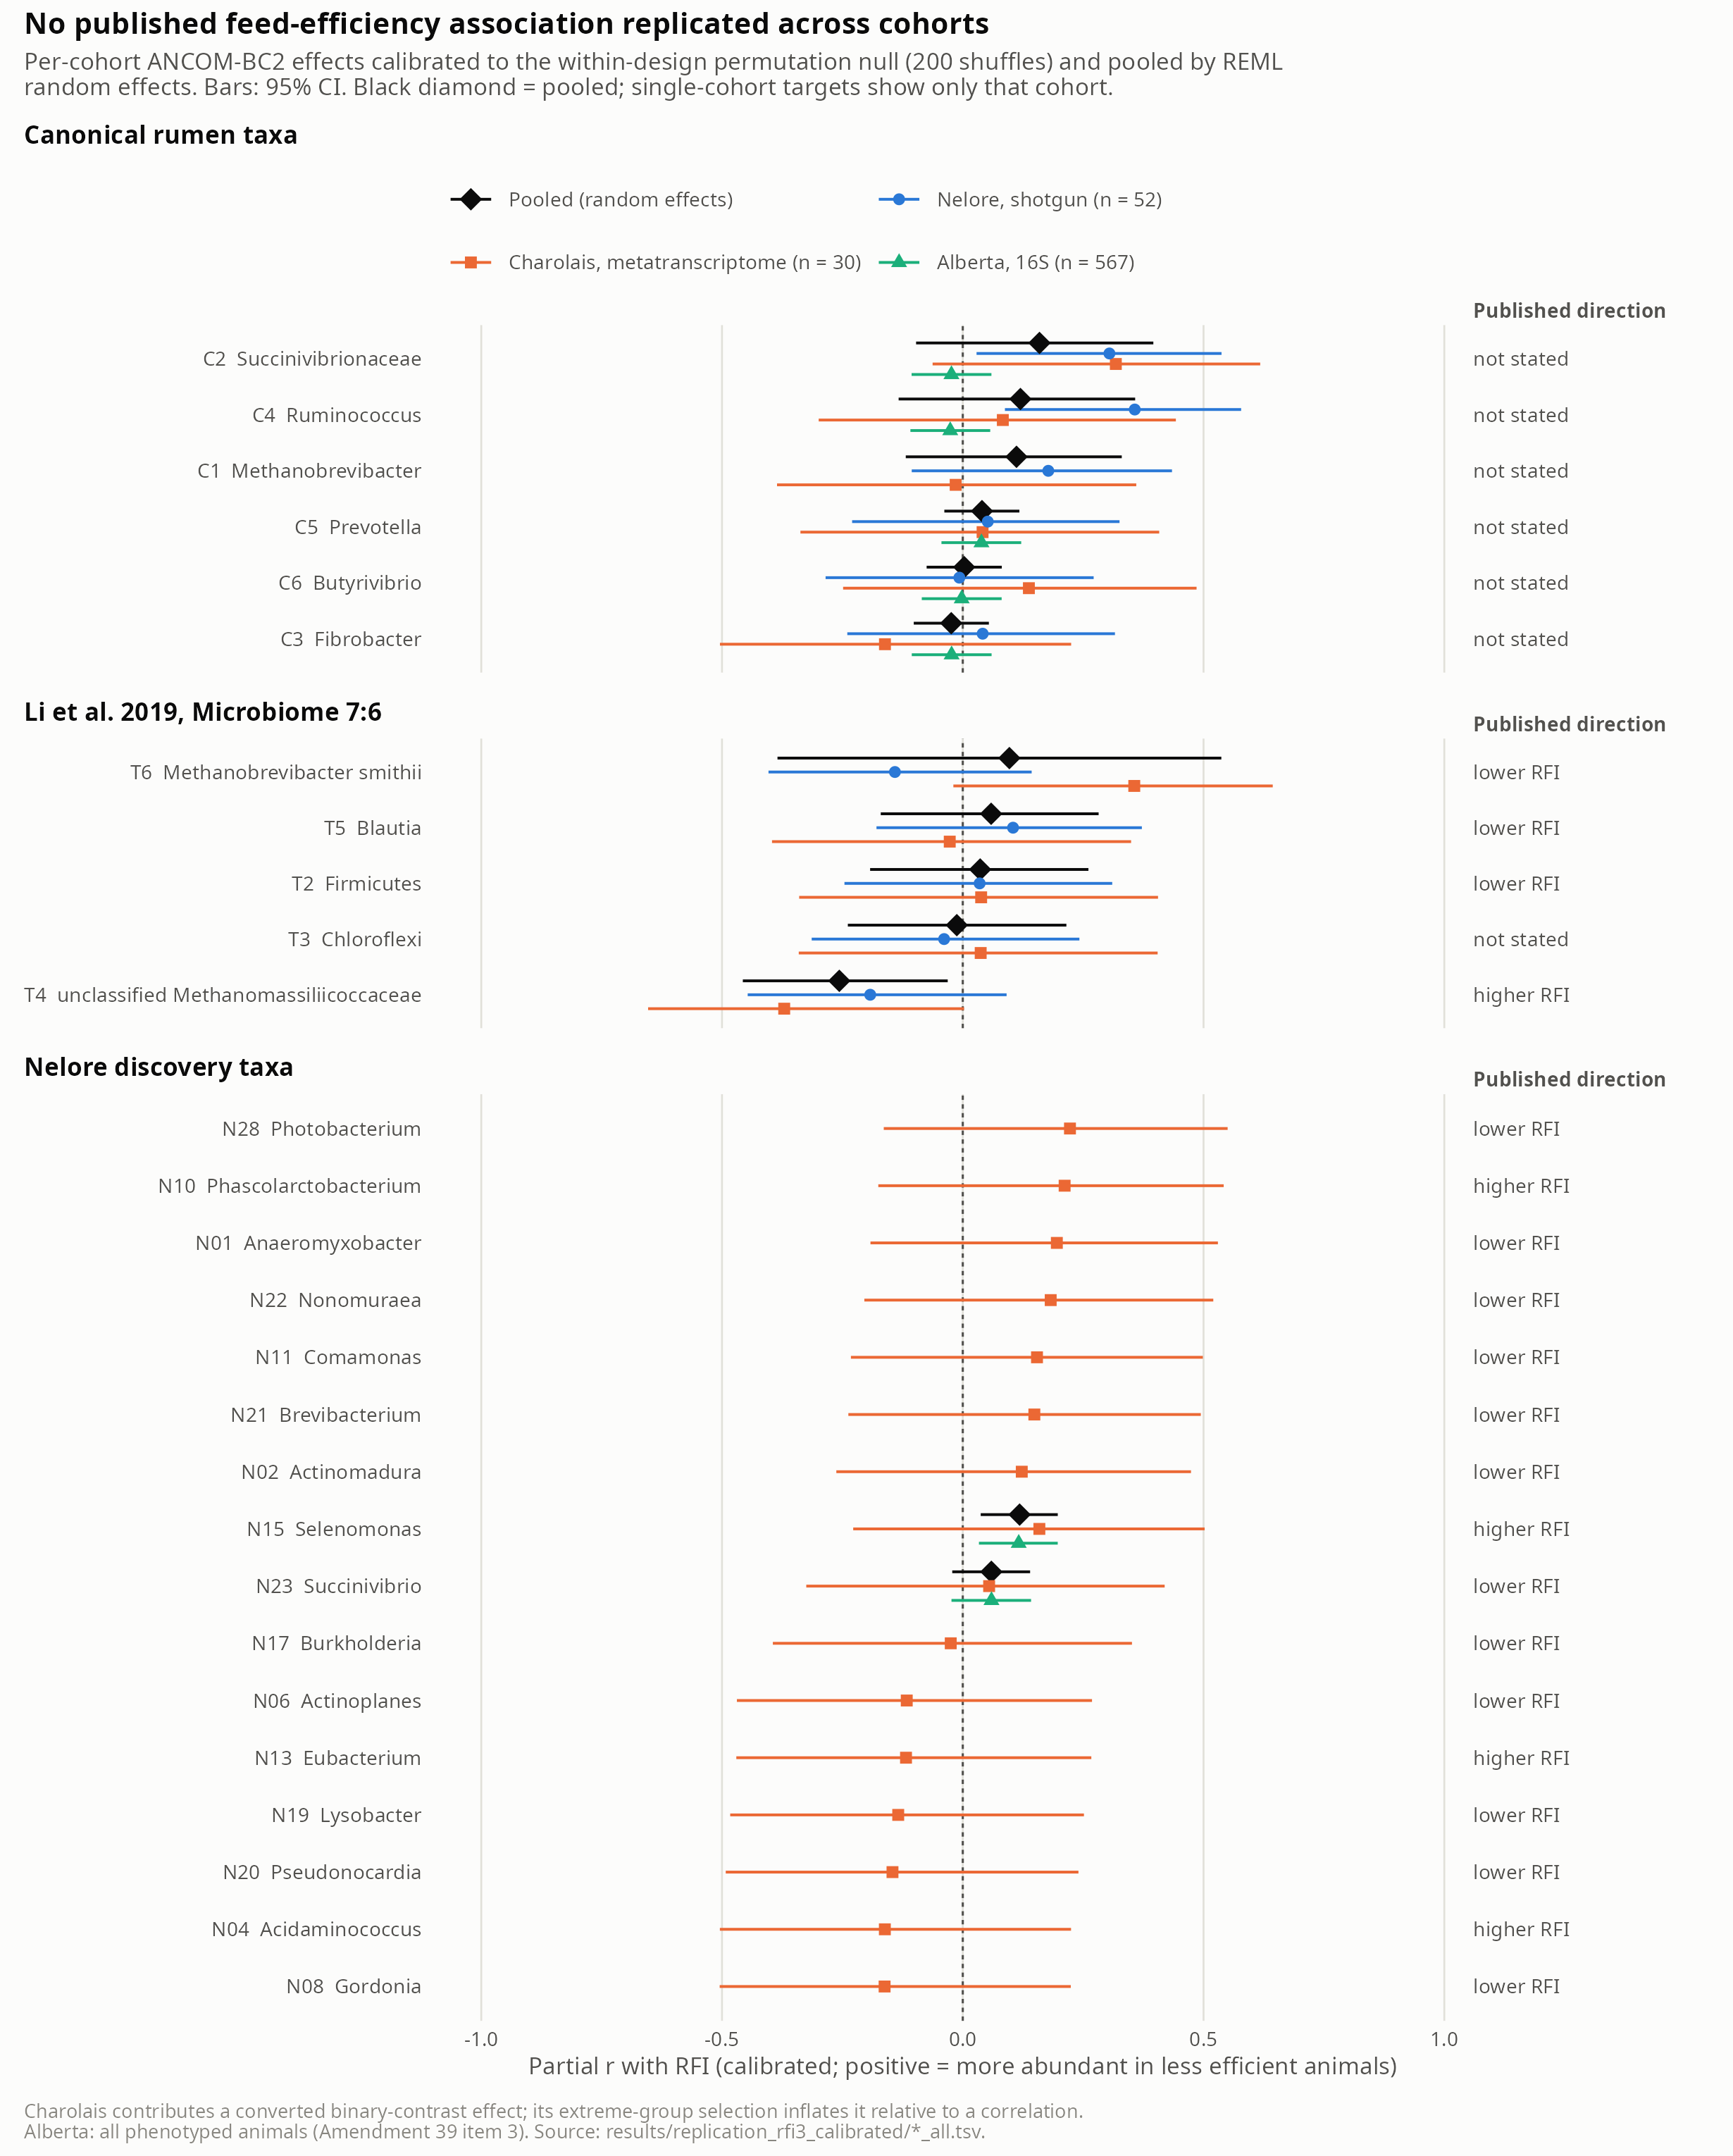 No published feed-efficiency association replicated across cohorts
Per-cohort ANCOM-BC2 effects calibrated to the within-design permutation null (200 shuffles) and pooled by REML
random effects. Bars: 95% CI. Black diamond = pooled; single-cohort targets show only that cohort.
Canonical rumen taxa
Pooled (random effects)
Nelore, shotgun (n = 52)
Charolais, metatranscriptome (n = 30)
Alberta, 16S (n = 567)
Published direction
C2 Succinivibrionaceae not stated
C4 Ruminococcus not stated
C1 Methanobrevibacter not stated
C5 Prevotella not stated
C6 Butyrivibrio not stated
C3 Fibrobacter not stated
Li et al. 2019, Microbiome 7:6
Published direction
T6 Methanobrevibacter smithii lower RFI
T5 Blautia lower RFI
T2 Firmicutes lower RFI
T3 Chloroflexi not stated
T4 unclassified Methanomassiliicoccaceae higher RFI
Nelore discovery taxa
Published direction
N28 Photobacterium lower RFI
N10 Phascolarctobacterium higher RFI
N01 Anaeromyxobacter lower RFI
N22 Nonomuraea lower RFI
N11 Comamonas lower RFI
N21 Brevibacterium lower RFI
N02 Actinomadura lower RFI
N15 Selenomonas higher RFI
N23 Succinivibrio lower RFI
N17 Burkholderia lower RFI
N06 Actinoplanes lower RFI
N13 Eubacterium higher RFI
N19 Lysobacter lower RFI
N20 Pseudonocardia lower RFI
N04 Acidaminococcus higher RFI
N08 Gordonia lower RFI
-1.0 -0.5 0.0 0.5 1.0
Partial r with RFI (calibrated; positive = more abundant in less efficient animals)
Charolais contributes a converted binary-contrast effect; its extreme-group selection inflates it relative to a correlation.
Alberta: all phenotyped animals (Amendment 39 item 3). Source: results/replication_rfi3_calibrated/*_all.tsv.